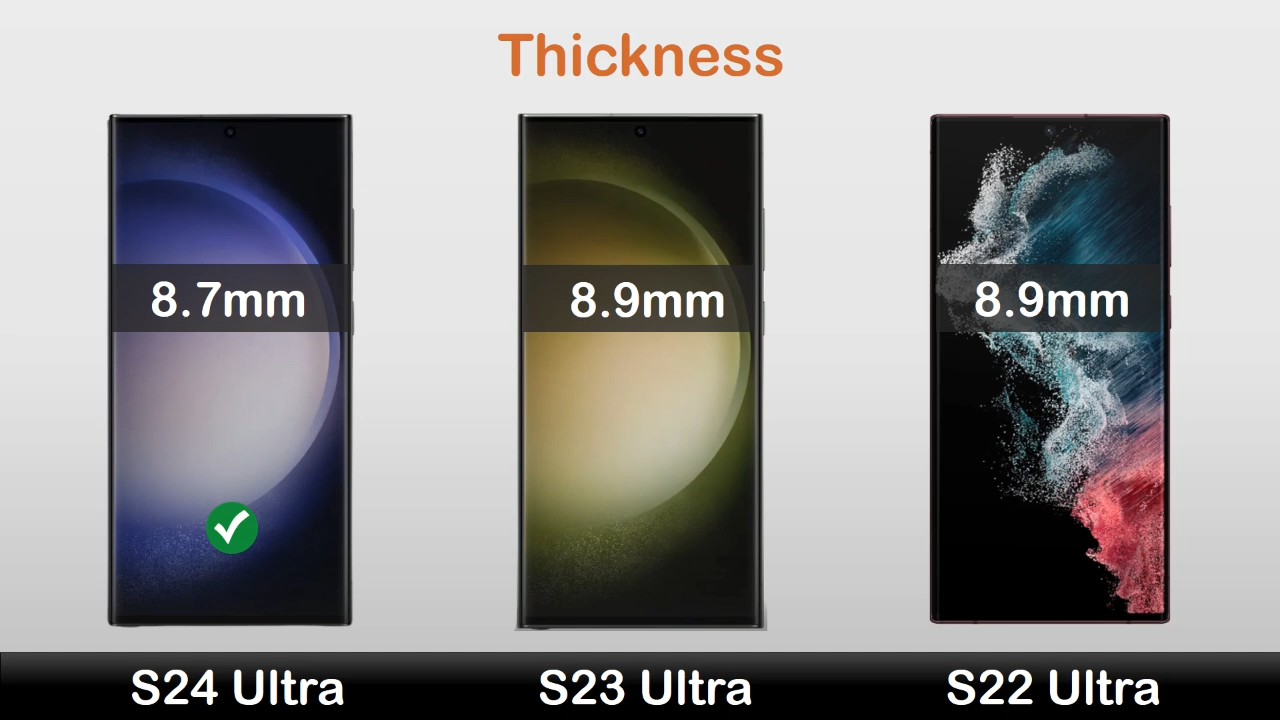 Thickness
8.7mm
8.9mm
8.9mm
S24 Ultra
S23 Ultra
S22 Ultra